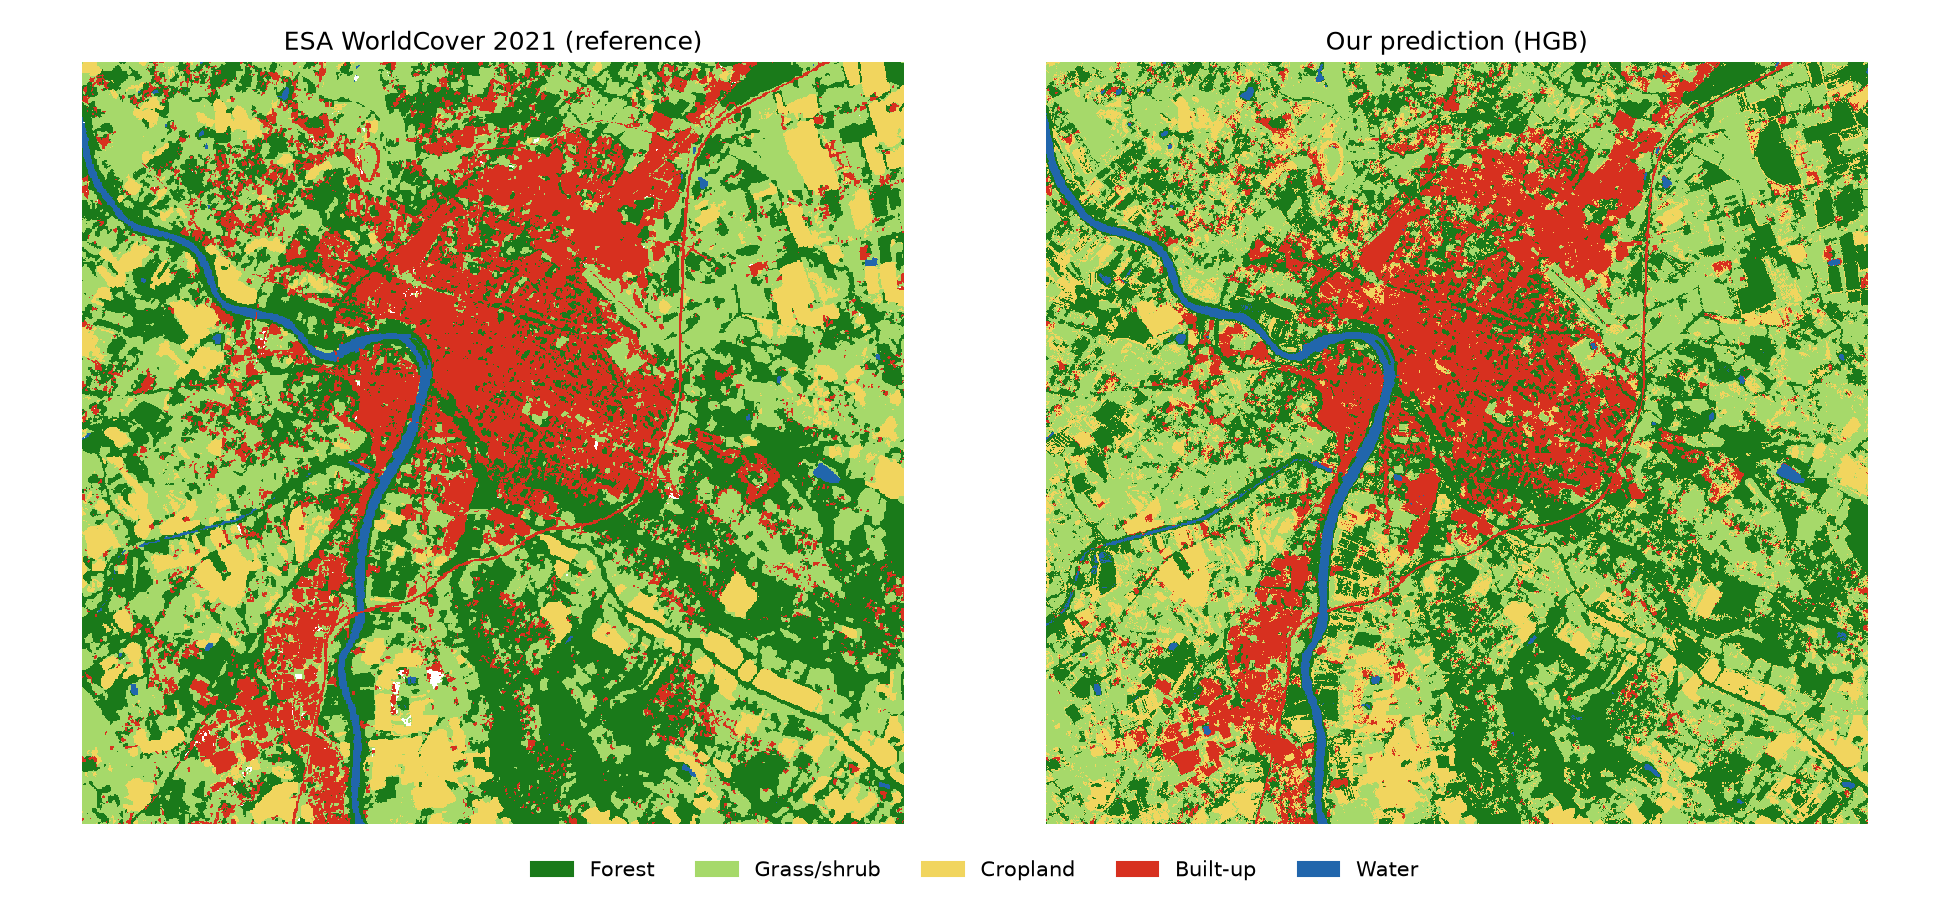 ESA WorldCover 2021 (reference)
Our prediction (HGB)
Forest
Grass/shrub
Cropland
Built-up
Water